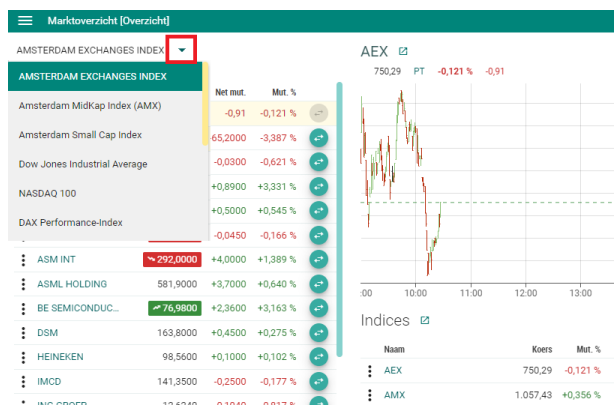 Marktoverzicht [Overzicht]
AMSTERDAM EXCHANGES INDEX
AMSTERDAM EXCHANGES INDEX
Amsterdam MidKap Index (AMX)
Amsterdam Small Cap Index
Dow Jones Industrial Average
NASDAQ 100
DAX Performance-Index
Net mut. Mut. %
-0,91 -0,121 %
-65,2000 -3,387 %
-0,0300 -0,621 %
+0,8900 +3,331 %
+0,5000 +0,545 %
-0,0450 -0,166 %
ASM INT 292,0000 +4,0000 +1,389 %
ASML HOLDING 581,9000 +3,7000 +0,640 %
BE SEMICONDUC... 76,9800 +2,3600 +3,163 %
DSM 163,8000 +0,4500 +0,275 %
HEINEKEN 98,5600 +0,1000 +0,102 %
IMCD 141,3500 -0,2500 -0,177 %
AEX
750,29 PT -0,121 % -0,91
:00 10:00 11:00 12:00 13:00
Indices
Naam Koers Mut. %
AEX 750,29 -0,121 %
AMX 1.057,43 +0,356 %